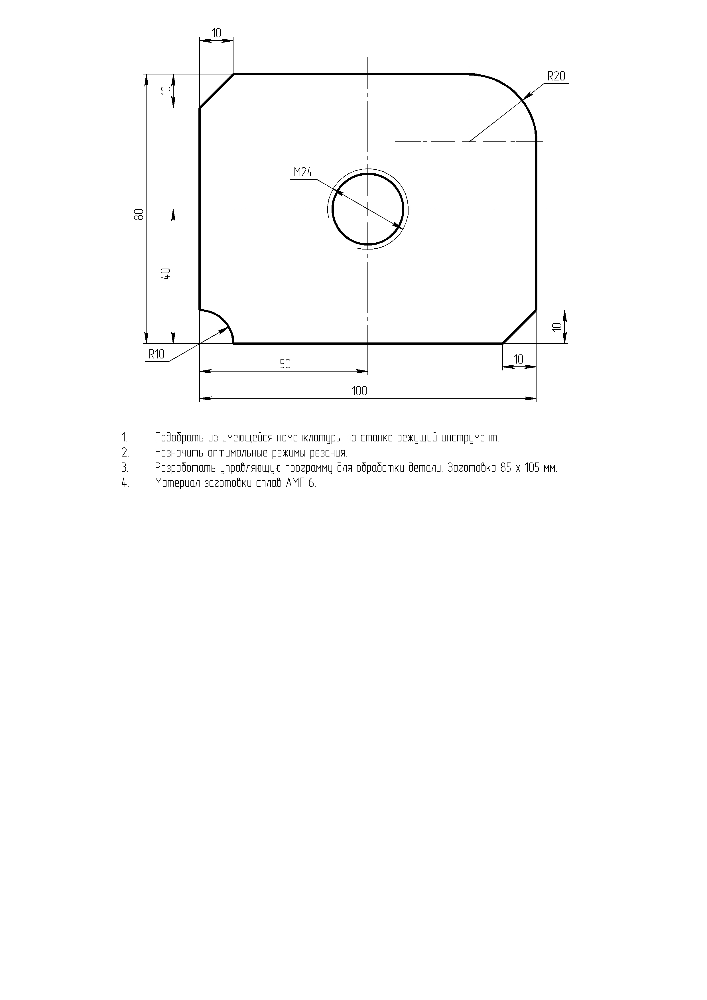 10
R20
10
M24
80
40
10
R10
10
50
100
1. Подобрать из имеющейся номенклатуры на станке режущий инструмент.
2. Назначить оптимальные режимы резания.
3. Разработать управляющую программу для обработки детали. Заготовка 85 х 105 мм.
4. Материал заготовки сплав АМГ 6.